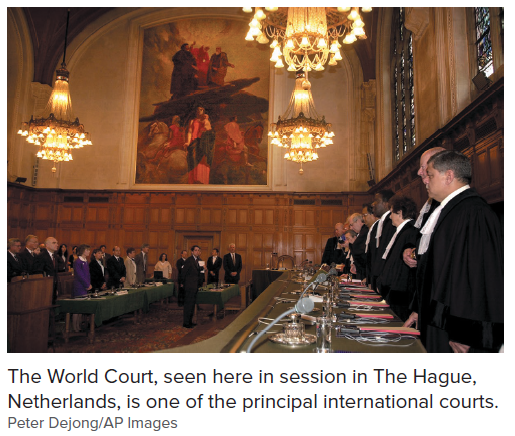 The World Court, seen here in session in The Hague,
Netherlands, is one of the principal international courts.
Peter Dejong/AP Images